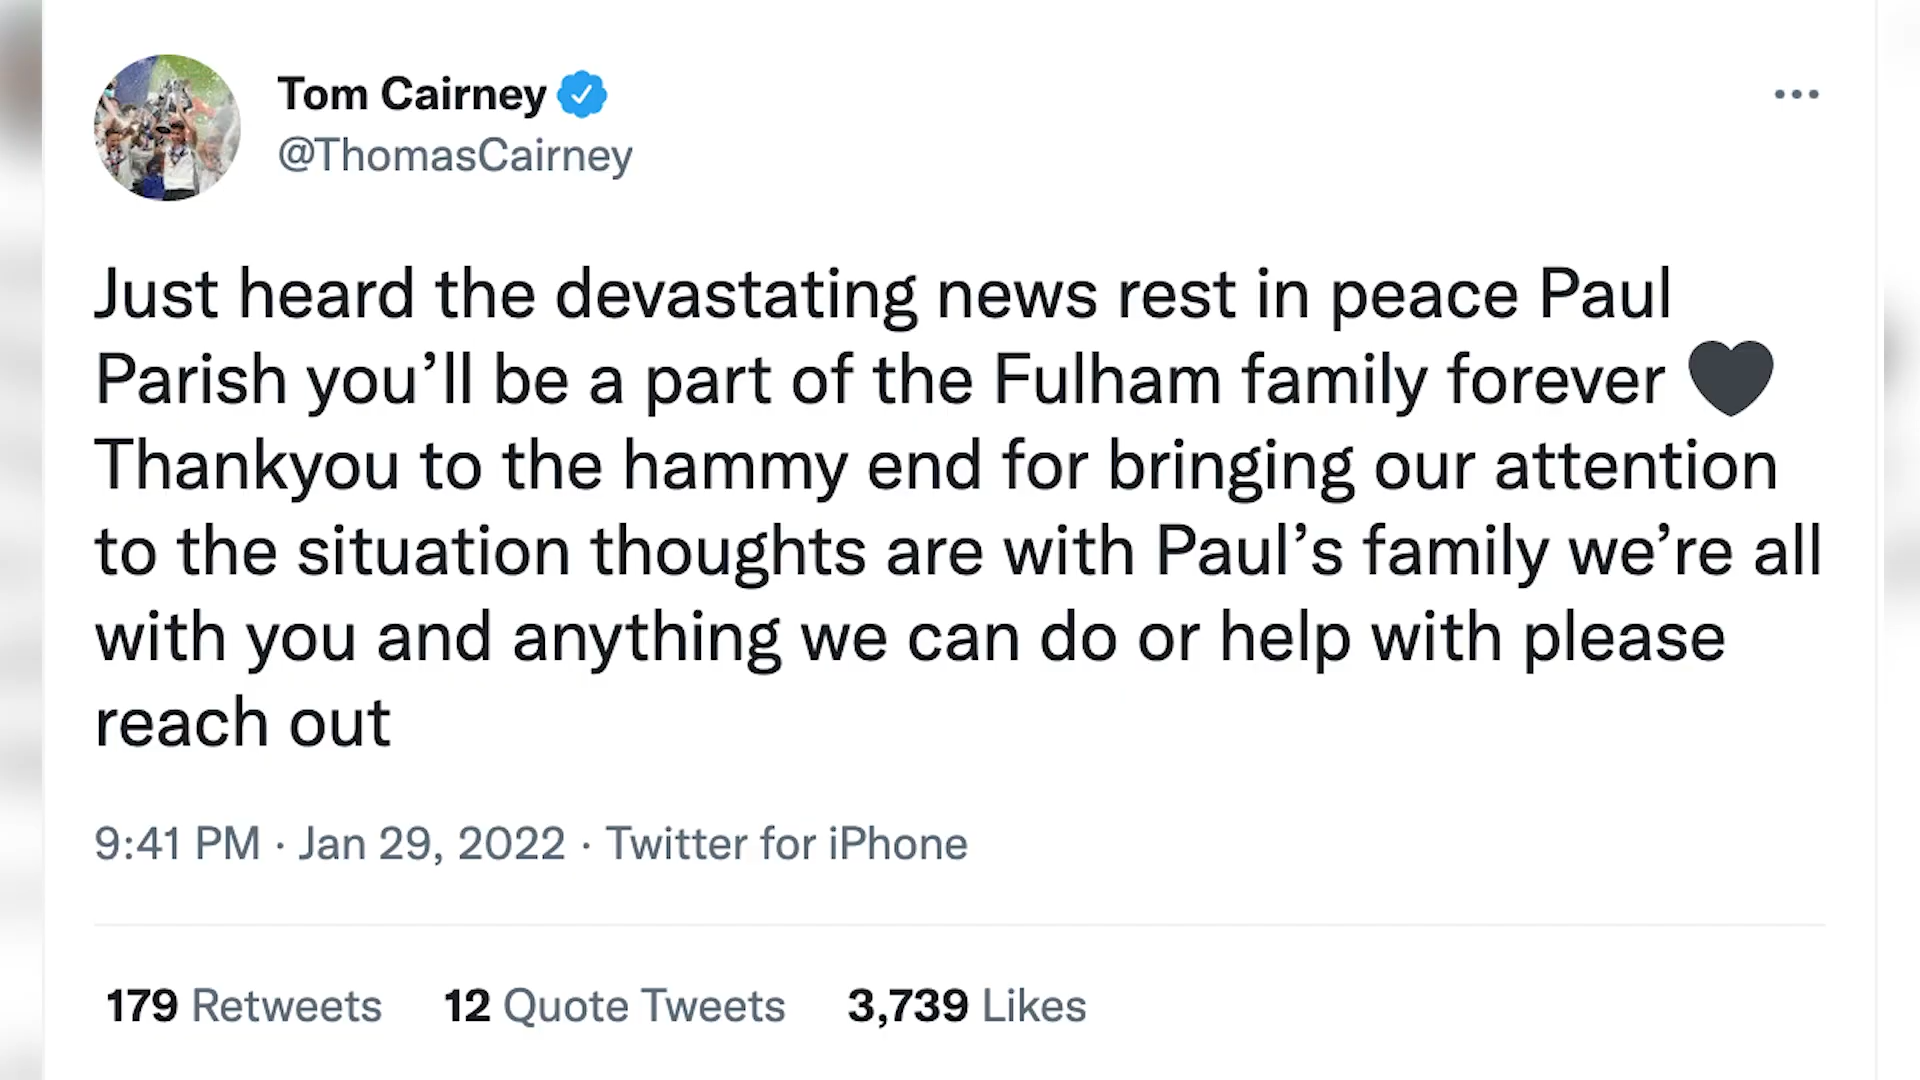 Tom Cairney
@ThomasCairney
Just heard the devastating news rest in peace Paul
Parish you’ll be a part of the Fulham family forever 🖤
Thankyou to the hammy end for bringing our attention
to the situation thoughts are with Paul’s family we’re all
with you and anything we can do or help with please
reach out
9:41 PM · Jan 29, 2022 · Twitter for iPhone
179 Retweets 12 Quote Tweets 3,739 Likes